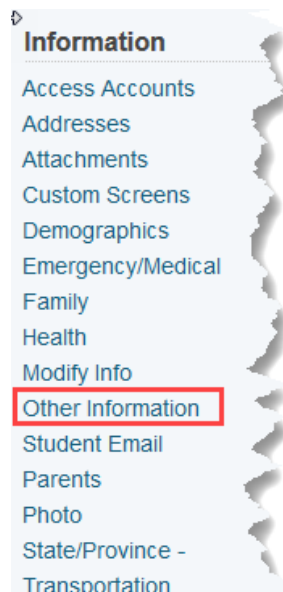 Information
Access Accounts
Addresses
Attachments
Custom Screens
Demographics
Emergency/Medical
Family
Health
Modify Info
Other Information
Student Email
Parents
Photo
State/Province -
Transportation